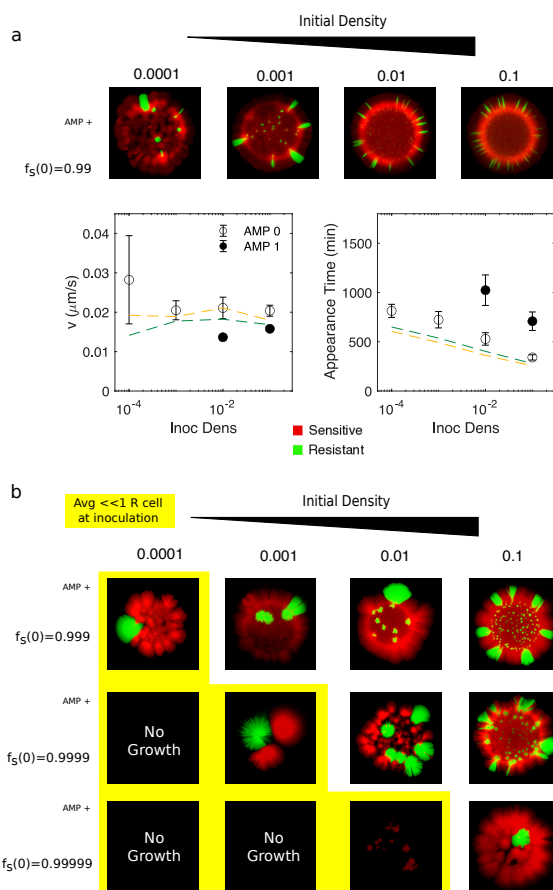 a
Initial Density
0.0001 0.001 0.01 0.1
AMP +
fS(0)=0.99
0.04
0.03
0.02
0.01
0
v (μm/s)
10-4 10-2
Inoc Dens
AMP 0
AMP 1
1500
1000
500
0
Appearance Time (min)
10-4 10-2
Inoc Dens
Sensitive
Resistant
b
Avg <<1 R cell
at inoculation
Initial Density
0.0001 0.001 0.01 0.1
AMP +
fS(0)=0.999
AMP +
fS(0)=0.9999
No
Growth
AMP +
fS(0)=0.99999
No
Growth
No
Growth